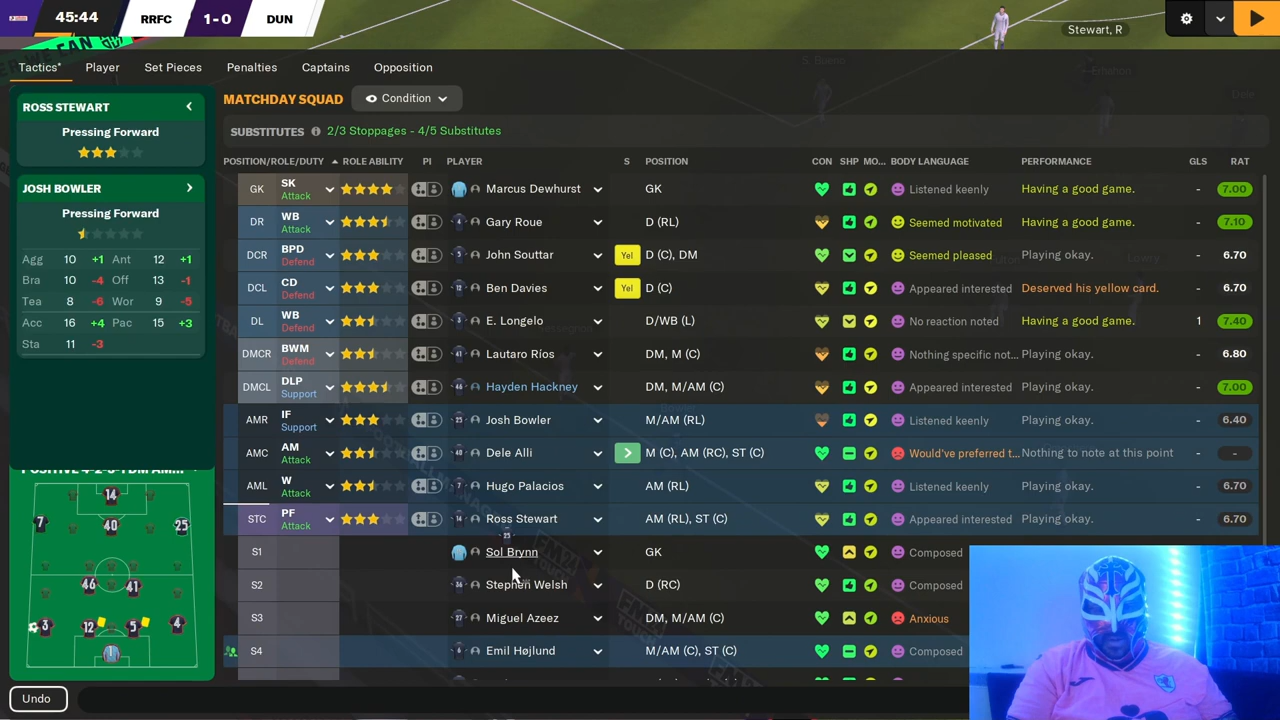 45:44 RRFC 1-0 DUN
Stewart, R
Tactics* Player Set Pieces Penalties Captains Opposition
ROSS STEWART
Pressing Forward
JOSH BOWLER
Pressing Forward
Agg 10 +1 Ant 12 +1
Bra 10 -4 Off 13 -1
Tea 8 -6 Wor 9 -5
Acc 16 +4 Pac 15 +3
Sta 11 -3
MATCHDAY SQUAD Condition
SUBSTITUTES 2/3 Stoppages - 4/5 Substitutes
POSITION/ROLE/DUTY ROLE ABILITY PI PLAYER S POSITION CON SHP MO... BODY LANGUAGE PERFORMANCE GLS RAT
GK SK Attack Marcus Dewhurst GK Listened keenly Having a good game. - 7.00
DR WB Attack Gary Roue D (RL) Seemed motivated Having a good game. - 7.10
DCR BPD Defend John Souttar Yel D (C), DM Seemed pleased Playing okay. - 6.70
DCL CD Defend Ben Davies Yel D (C) Appeared interested Deserved his yellow card. - 6.70
DL WB Defend E. Longelo D/WB (L) No reaction noted Having a good game. 1 7.40
DMCR BWM Defend Lautaro Ríos DM, M (C) Nothing specific not... Playing okay. - 6.80
DMCL DLP Support Hayden Hackney DM, M/AM (C) Appeared interested Playing okay. - 7.00
AMR IF Support Josh Bowler M/AM (RL) Listened keenly Playing okay. - 6.40
AMC AM Attack Dele Alli M (C), AM (RC), ST (C) Would've preferred t... Nothing to note at this point - -
AML W Attack Hugo Palacios AM (RL) Listened keenly Playing okay. - 6.70
STC PF Attack Ross Stewart AM (RL), ST (C) Appeared interested Playing okay. - 6.70
S1 Sol Brynn GK Composed
S2 Stephen Welsh D (RC) Composed
S3 Miguel Azeez DM, M/AM (C) Anxious
S4 Emil Højlund M/AM (C), ST (C) Composed
14
7 40 25
46 41
3 12 5 4
1
Undo